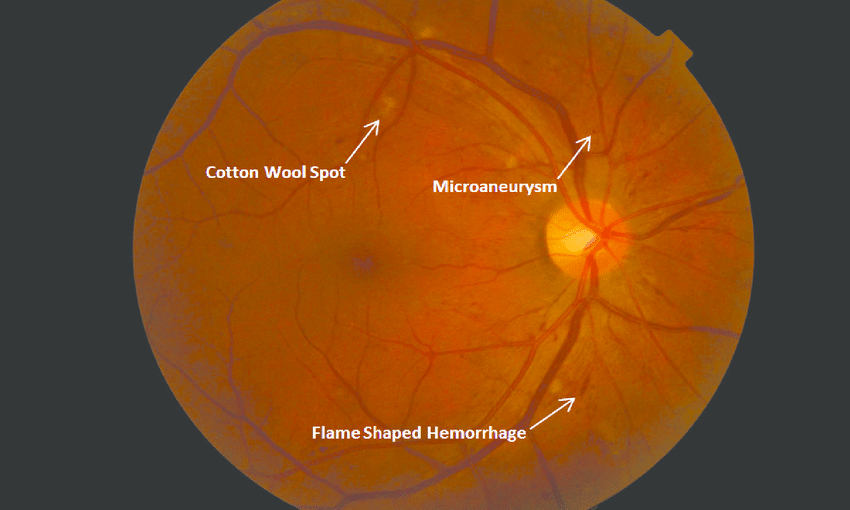 Cotton Wool Spot
Microaneurysm
Flame Shaped Hemorrhage